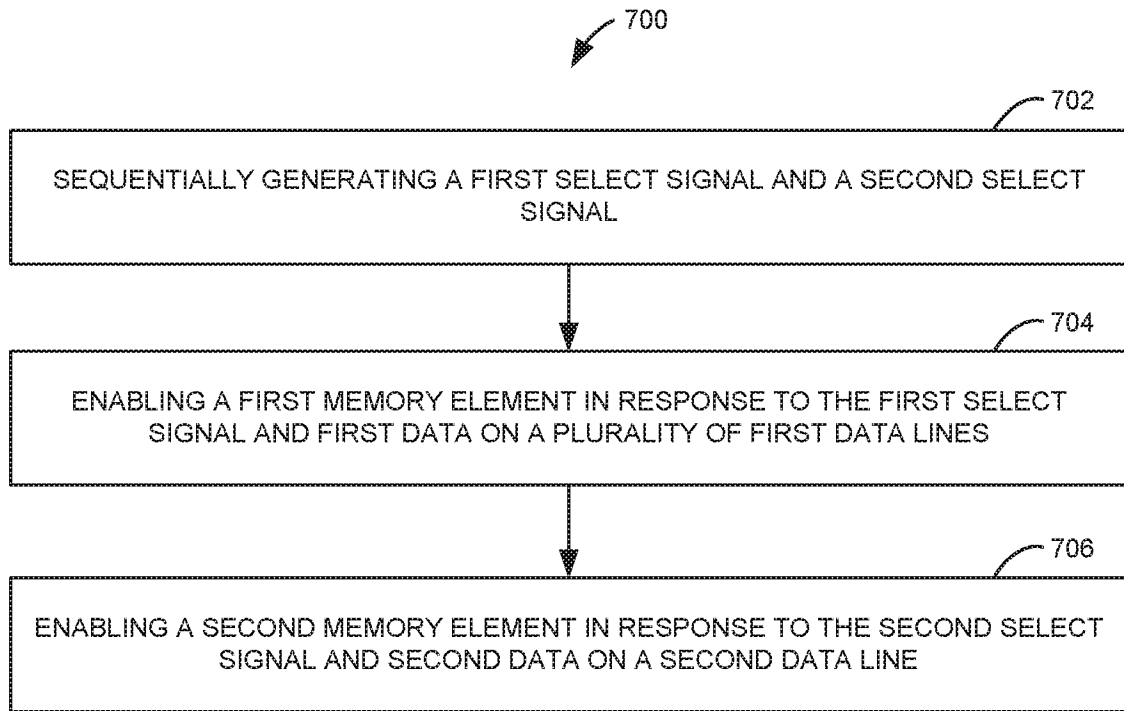 700
702
SEQUENTIALLY GENERATING A FIRST SELECT SIGNAL AND A SECOND SELECT
SIGNAL
704
ENABLING A FIRST MEMORY ELEMENT IN RESPONSE TO THE FIRST SELECT
SIGNAL AND FIRST DATA ON A PLURALITY OF FIRST DATA LINES
706
ENABLING A SECOND MEMORY ELEMENT IN RESPONSE TO THE SECOND SELECT
SIGNAL AND SECOND DATA ON A SECOND DATA LINE